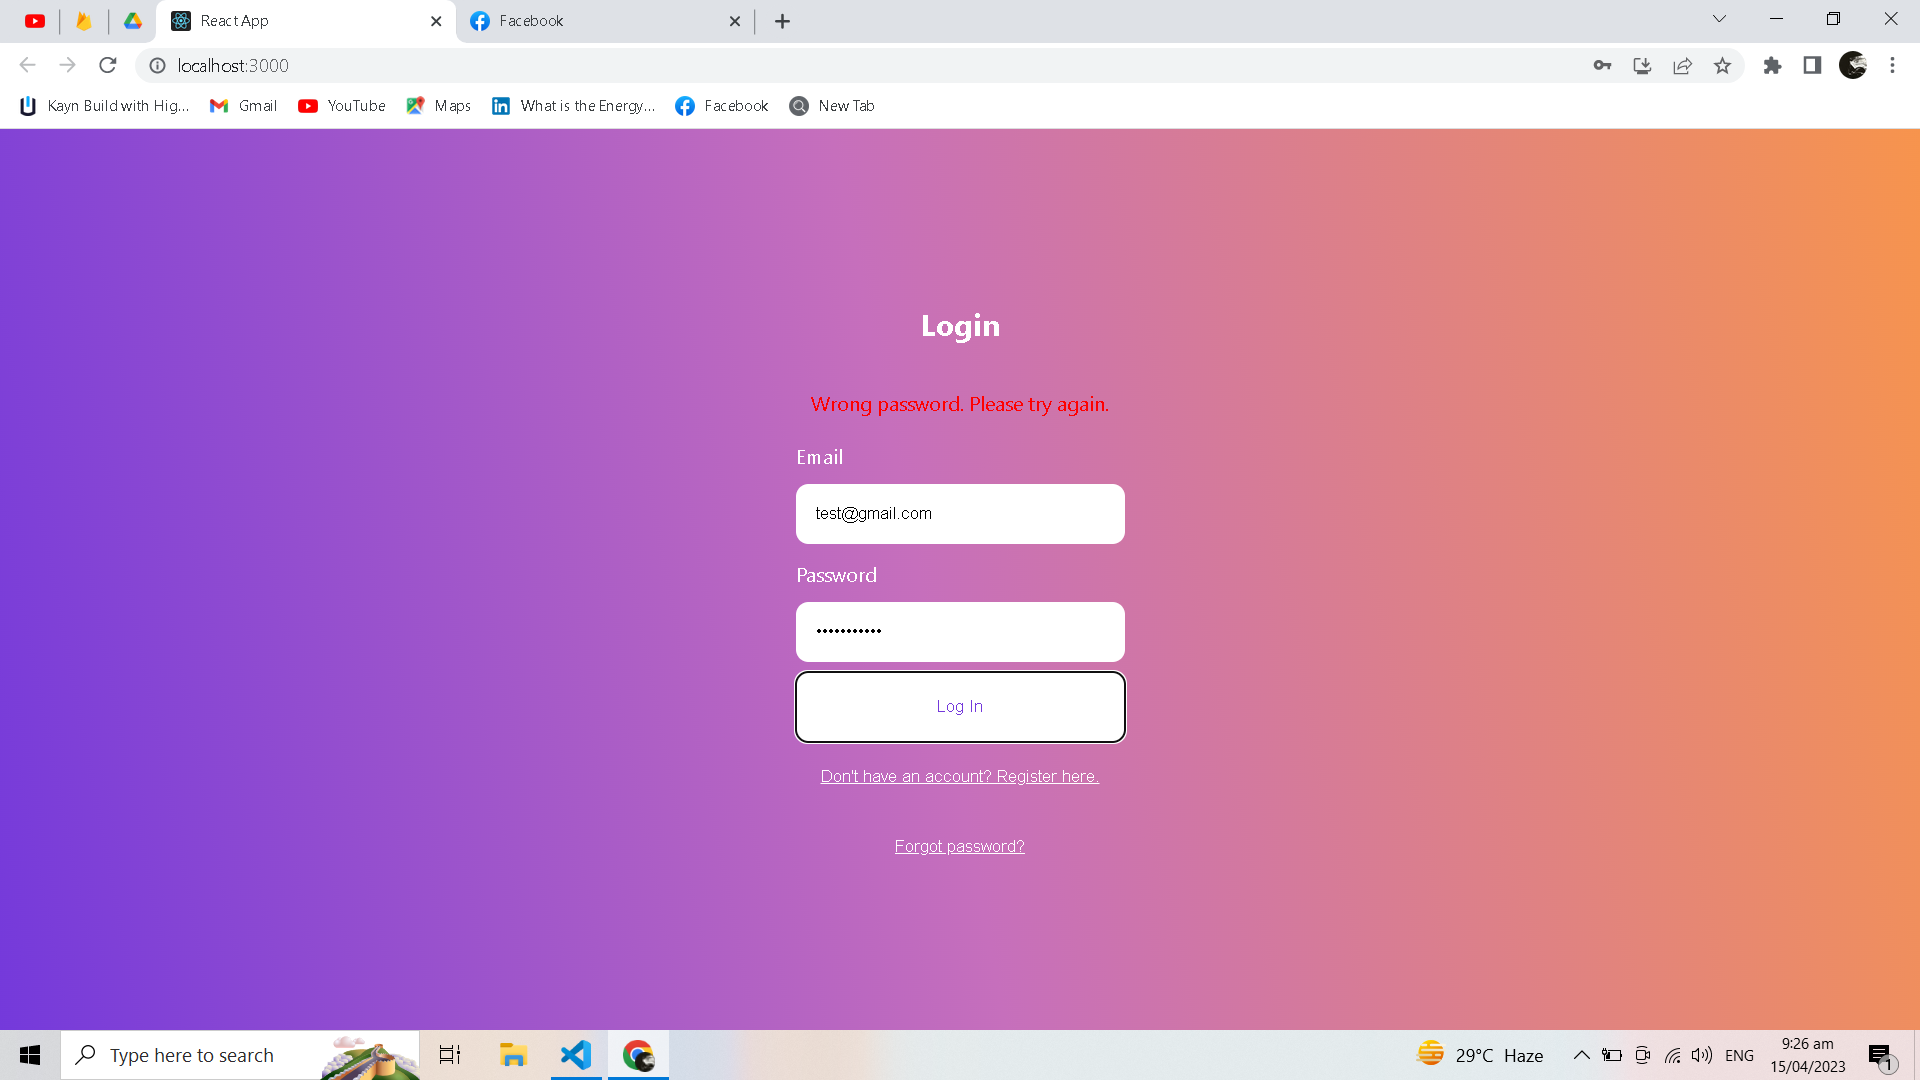 React App
Facebook
localhost:3000
Kayn Build with Hig...
Gmail
YouTube
Maps
What is the Energy...
Facebook
New Tab
Login
Wrong password. Please try again.
Email
test@gmail.com
Password
•••••••••••
Log In
Don't have an account? Register here.
Forgot password?
Type here to search
29°C Haze
ENG
9:26 am
15/04/2023
1